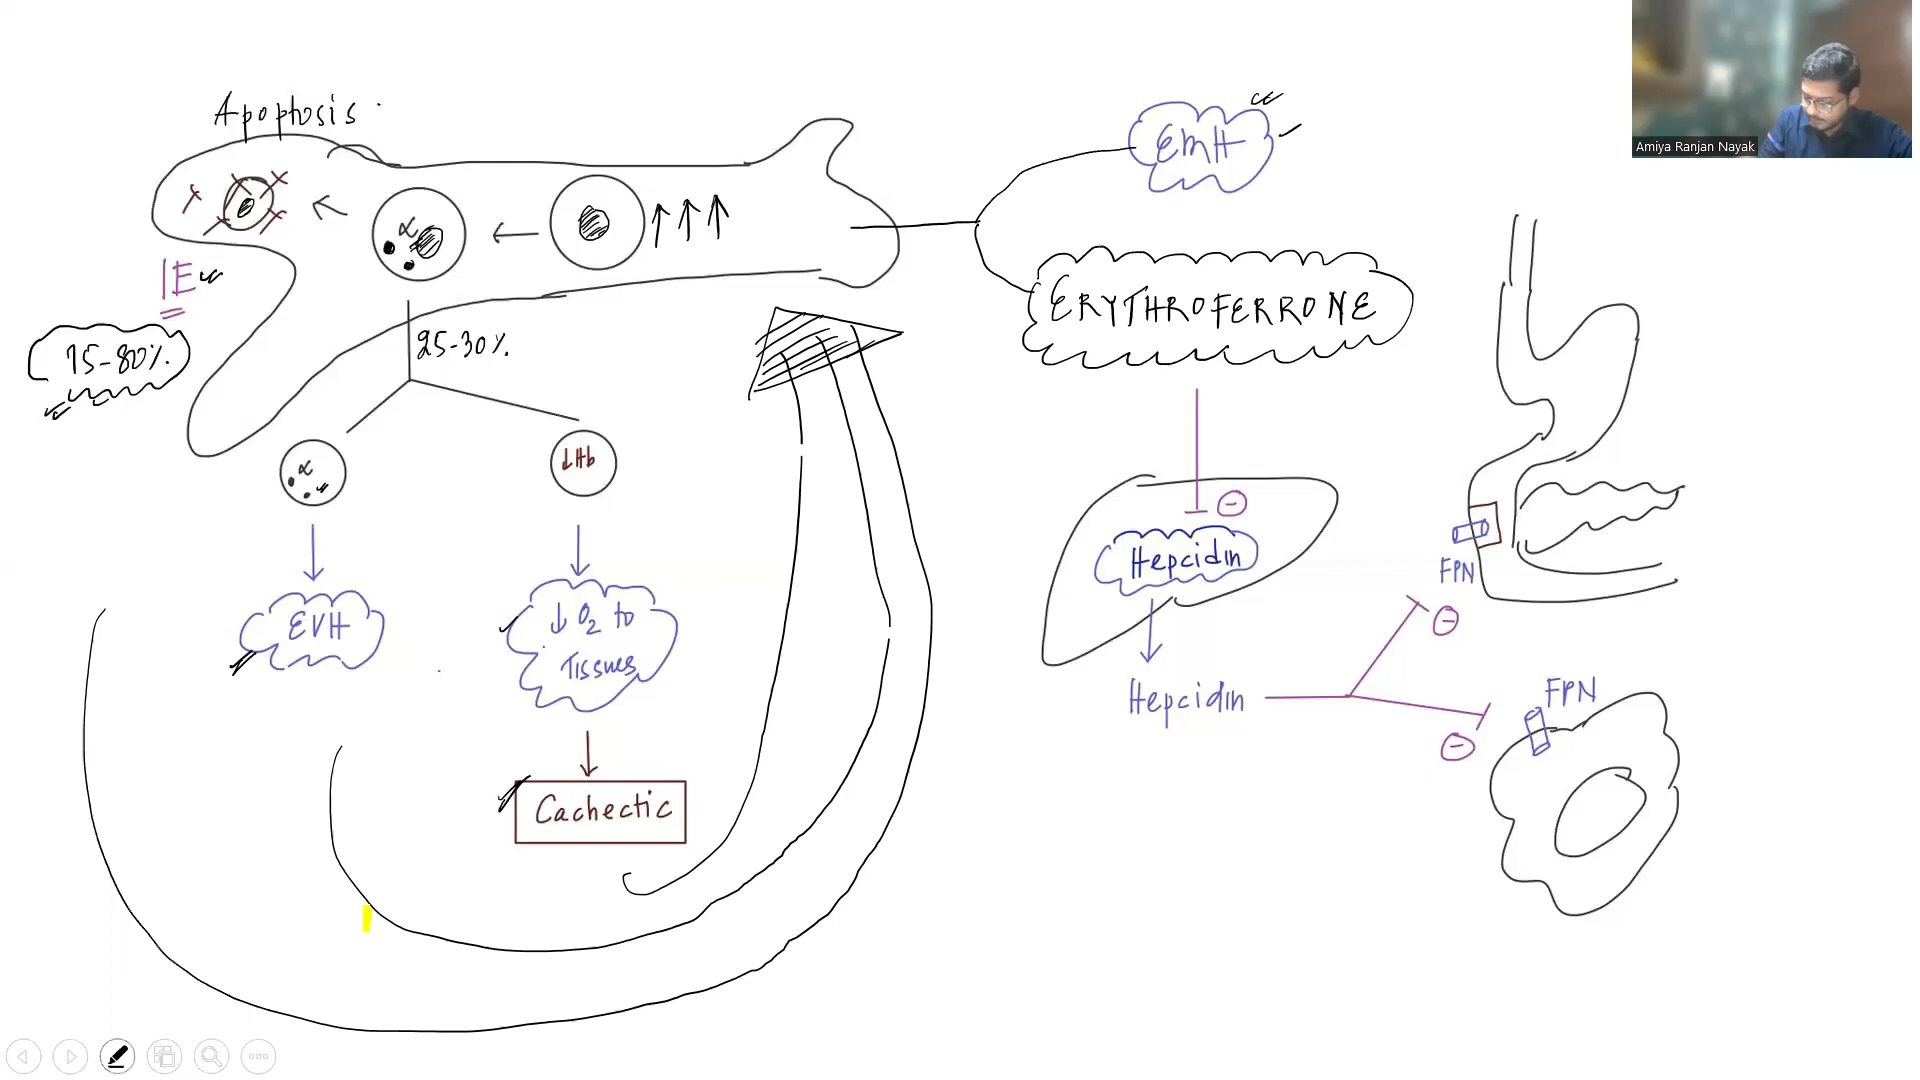 Apoptosis
α
↑↑↑
IE
75-80%.
25-30%.
α
↓Hb
EVH
↓ O₂ to
Tissues
Cachectic
EMH
ERYTHROFERRONE
⊖
Hepcidin
Hepcidin
FPN
⊖
FPN
⊖
Amiya Ranjan Nayak